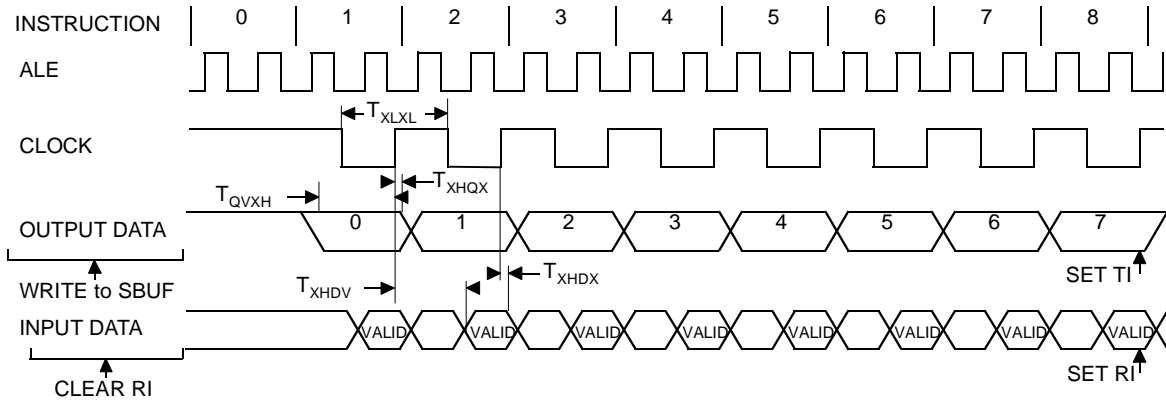 INSTRUCTION 0 1 2 3 4 5 6 7 8
ALE
T_XLXL
CLOCK
T_XHQX
T_QVXH
0 1 2 3 4 5 6 7
OUTPUT DATA
T_XHDX
SET TI
T_XHDV
WRITE to SBUF
INPUT DATA
VALID VALID VALID VALID VALID VALID VALID VALID
SET RI
CLEAR RI